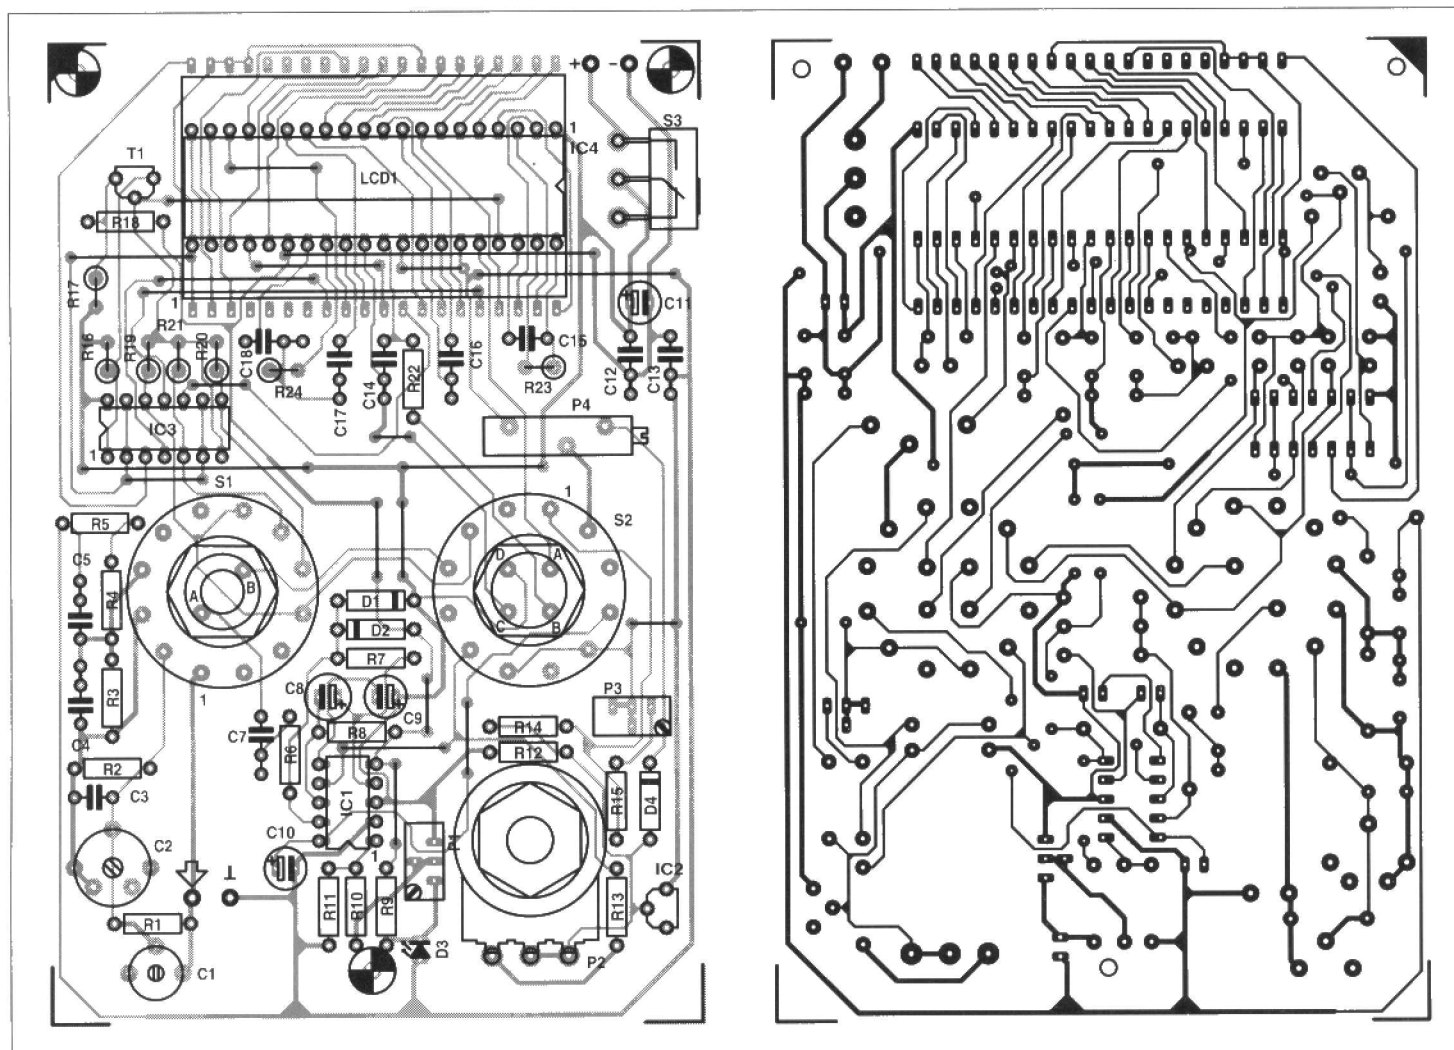 + -
1
S3
T1
IC4
LCD1
R18
R17
C11
1
R21
R16
R19
R20
C18
R24
C17
C14
R22
C16
C15
R23
C12
C13
P4
IC3
1
S1
1
S2
R5
C5
R4
A
B
D
A
C
B
D1
D2
R7
R3
C4
1
C8
+
C9
P3
R2
C7
R6
R8
R14
R12
C3
IC1
R15
D4
C2
C10
+
1
P1
⊥
IC2
R1
R11
R10
R9
R13
C1
D3
P2